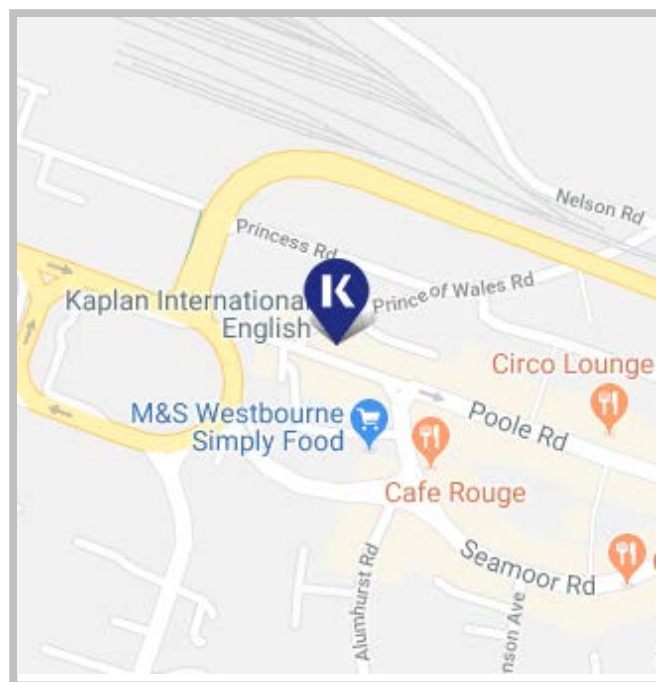 Nelson Rd
Princess Rd
K
Prince of Wales Rd
Kaplan International
English
Circo Lounge
M&S Westbourne
Simply Food
Poole Rd
Cafe Rouge
Seamoor Rd
Alumhurst Rd
nson Ave